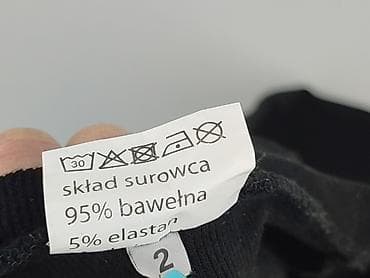 30
skład surowca
95% bawełna
5% elastan
2